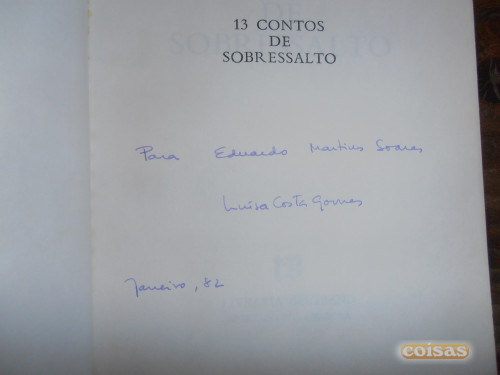 13 CONTOS
DE
SOBRESSALTO
Para Eduardo Martins Soares
Luísa Costa Gomes
Janeiro, 82
coisas